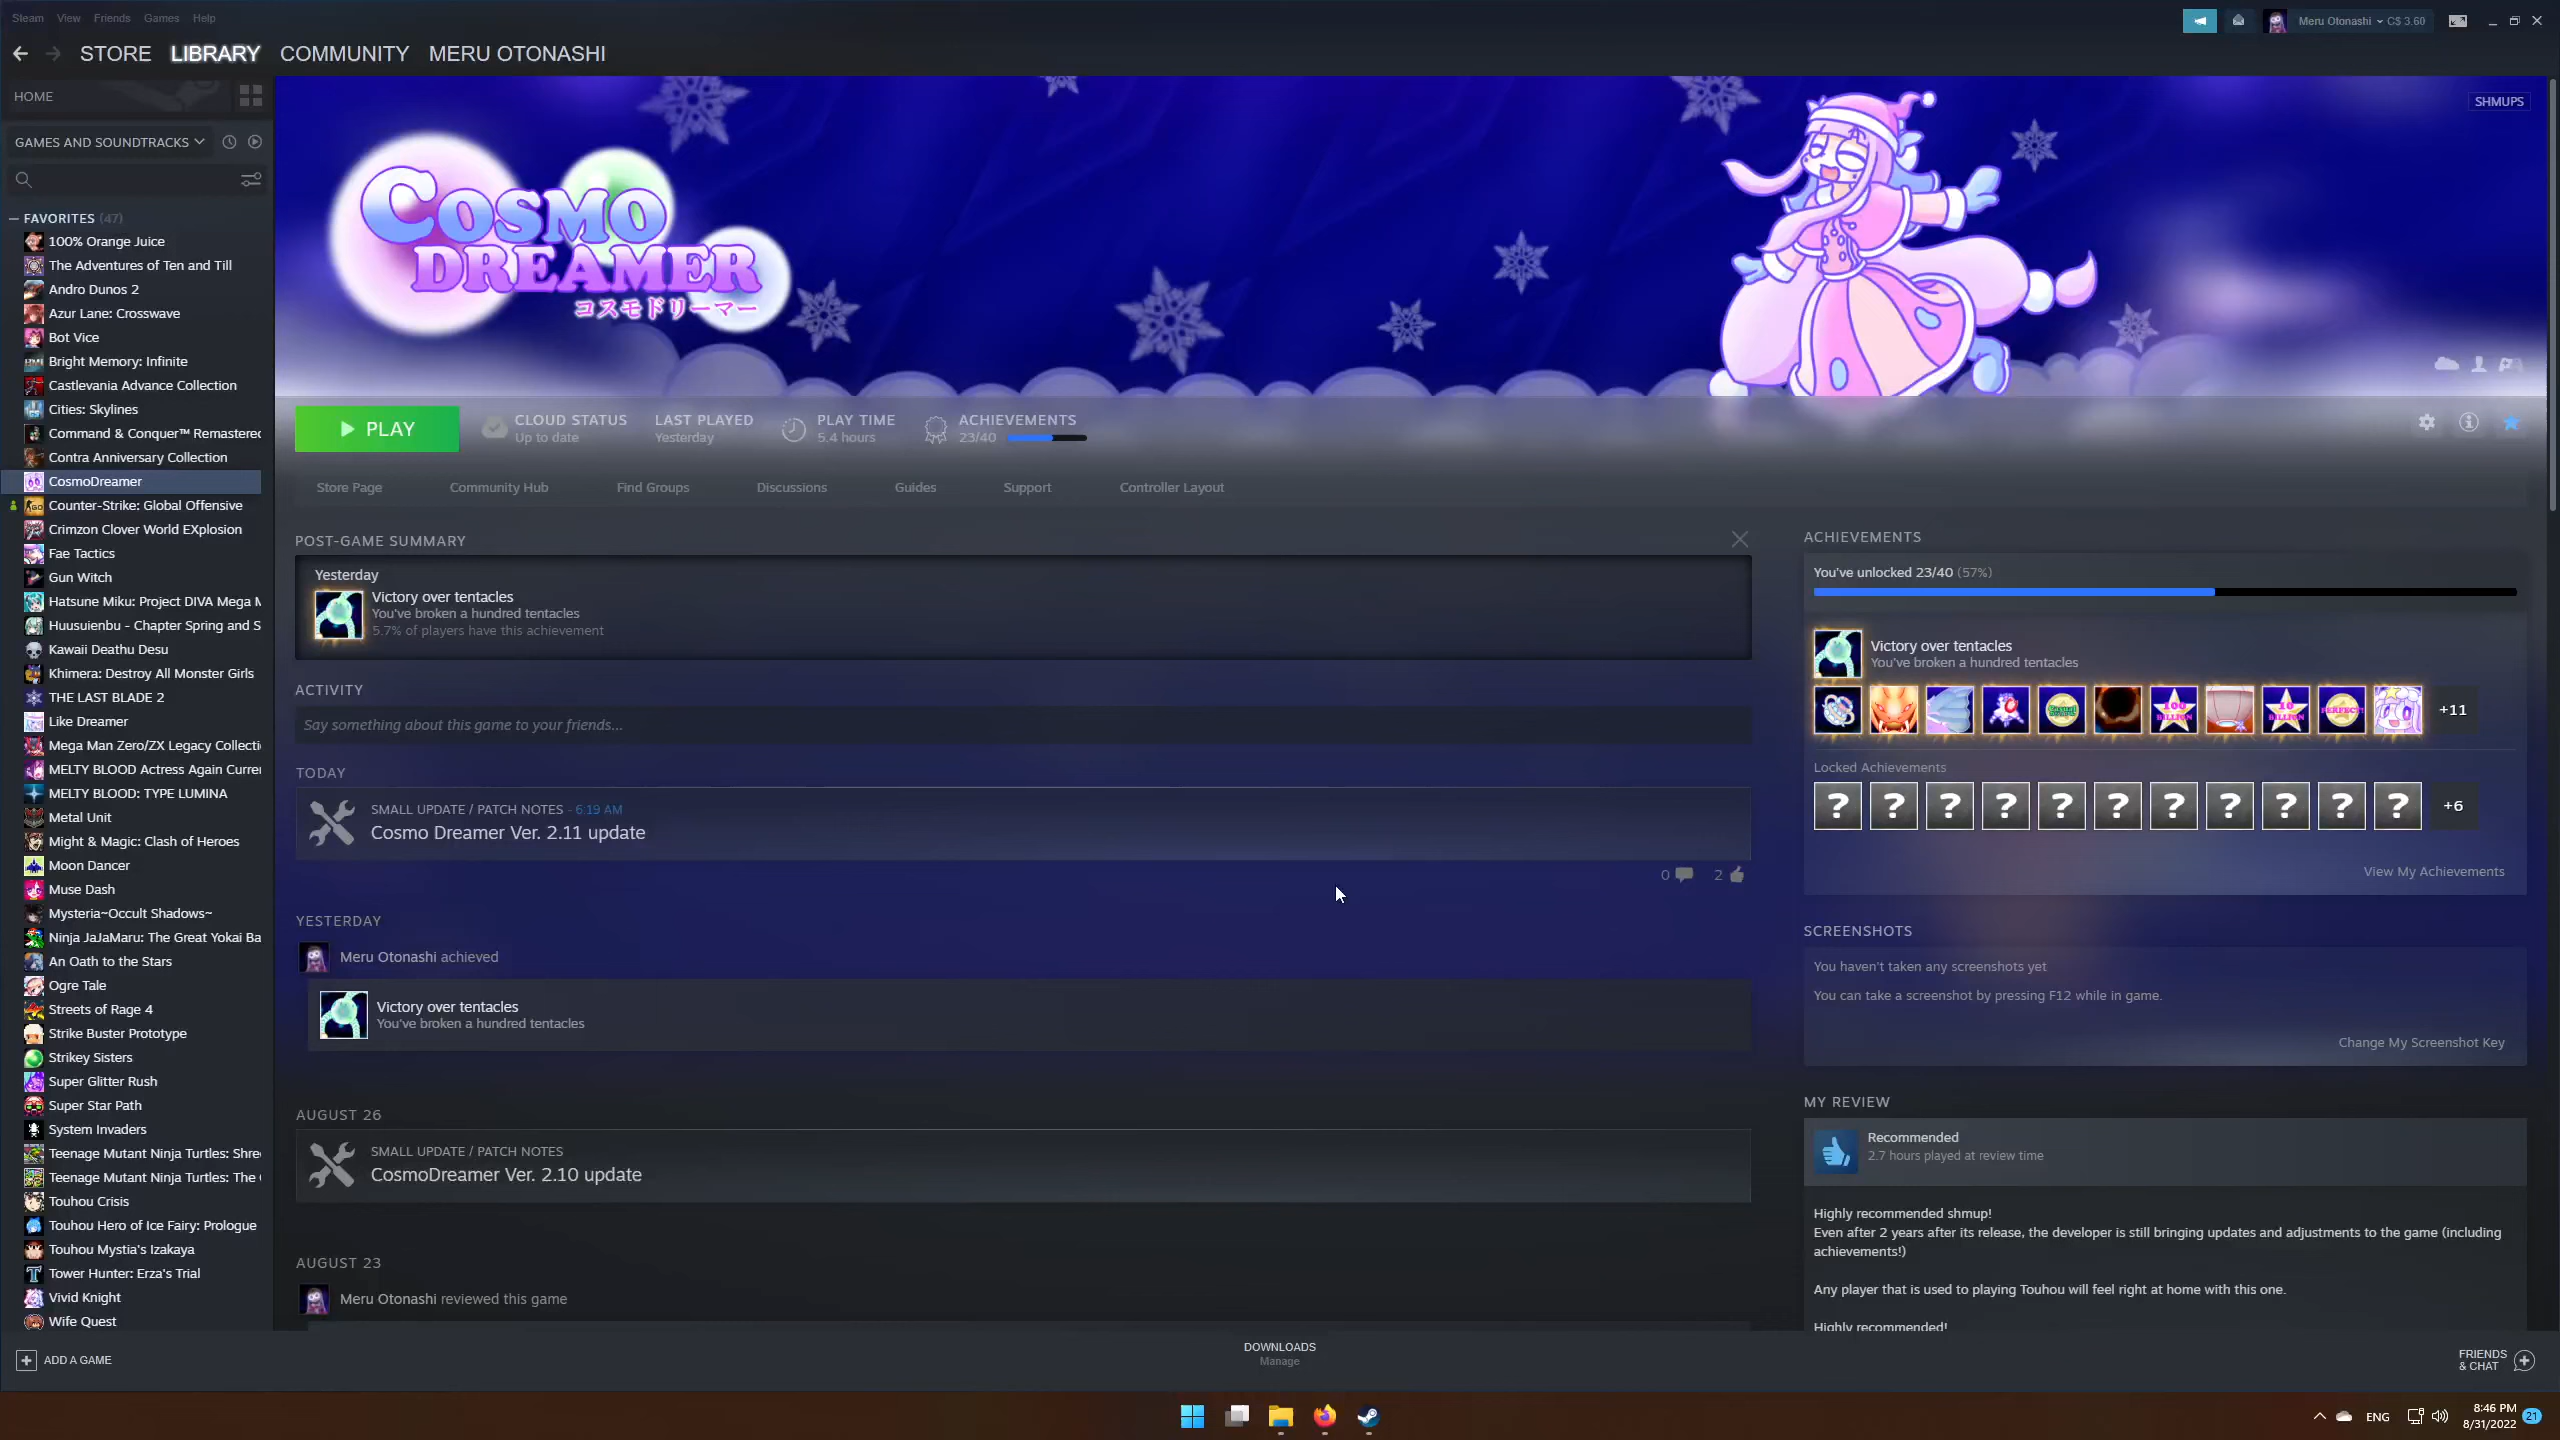 Steam View Friends Games Help
Meru Otonashi C$ 3.60
STORE LIBRARY COMMUNITY MERU OTONASHI
HOME
GAMES AND SOUNDTRACKS
FAVORITES (47)
100% Orange Juice
The Adventures of Ten and Till
Andro Dunos 2
Azur Lane: Crosswave
Bot Vice
Bright Memory: Infinite
Castlevania Advance Collection
Cities: Skylines
Command & Conquer™ Remastered
Contra Anniversary Collection
CosmoDreamer
Counter-Strike: Global Offensive
Crimzon Clover World EXplosion
Fae Tactics
Gun Witch
Hatsune Miku: Project DIVA Mega M
Huusuienbu - Chapter Spring and S
Kawaii Deathu Desu
Khimera: Destroy All Monster Girls
THE LAST BLADE 2
Like Dreamer
Mega Man Zero/ZX Legacy Collecti
MELTY BLOOD Actress Again Curren
MELTY BLOOD: TYPE LUMINA
Metal Unit
Might & Magic: Clash of Heroes
Moon Dancer
Muse Dash
Mysteria~Occult Shadows~
Ninja JaJaMaru: The Great Yokai Ba
An Oath to the Stars
Ogre Tale
Streets of Rage 4
Strike Buster Prototype
Strikey Sisters
Super Glitter Rush
Super Star Path
System Invaders
Teenage Mutant Ninja Turtles: Shre
Teenage Mutant Ninja Turtles: The
Touhou Crisis
Touhou Hero of Ice Fairy: Prologue
Touhou Mystia's Izakaya
Tower Hunter: Erza's Trial
Vivid Knight
Wife Quest
ADD A GAME
SHMUPS
COSMO
DREAMER
コスモドリーマー
PLAY
CLOUD STATUS
Up to date
LAST PLAYED
Yesterday
PLAY TIME
5.4 hours
ACHIEVEMENTS
23/40
Store Page Community Hub Find Groups Discussions Guides Support Controller Layout
POST-GAME SUMMARY
Yesterday
Victory over tentacles
You've broken a hundred tentacles
5.7% of players have this achievement
ACTIVITY
Say something about this game to your friends...
TODAY
SMALL UPDATE / PATCH NOTES - 6:19 AM
Cosmo Dreamer Ver. 2.11 update
0 2
YESTERDAY
Meru Otonashi achieved
Victory over tentacles
You've broken a hundred tentacles
AUGUST 26
SMALL UPDATE / PATCH NOTES
CosmoDreamer Ver. 2.10 update
AUGUST 23
Meru Otonashi reviewed this game
ACHIEVEMENTS
You've unlocked 23/40 (57%)
Victory over tentacles
You've broken a hundred tentacles
100 BILLION 10 BILLION PERFECT!
+11
Locked Achievements
? ? ? ? ? ? ? ? ? ? ? +6
View My Achievements
SCREENSHOTS
You haven't taken any screenshots yet
You can take a screenshot by pressing F12 while in game.
Change My Screenshot Key
MY REVIEW
Recommended
2.7 hours played at review time
Highly recommended shmup!
Even after 2 years after its release, the developer is still bringing updates and adjustments to the game (including
achievements!)
Any player that is used to playing Touhou will feel right at home with this one.
Highly recommended!
DOWNLOADS
Manage
FRIENDS
& CHAT
ENG
8:46 PM
8/31/2022
21